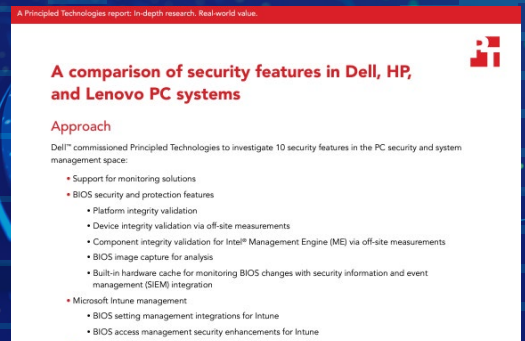 A Principled Technologies report: In-depth research. Real-world value.
PT
A comparison of security features in Dell, HP,
and Lenovo PC systems
Approach
Dell™ commissioned Principled Technologies to investigate 10 security features in the PC security and system
management space:
• Support for monitoring solutions
• BIOS security and protection features
• Platform integrity validation
• Device integrity validation via off-site measurements
• Component integrity validation for Intel® Management Engine (ME) via off-site measurements
• BIOS image capture for analysis
• Built-in hardware cache for monitoring BIOS changes with security information and event
management (SIEM) integration
• Microsoft Intune management
• BIOS setting management integrations for Intune
• BIOS access management security enhancements for Intune